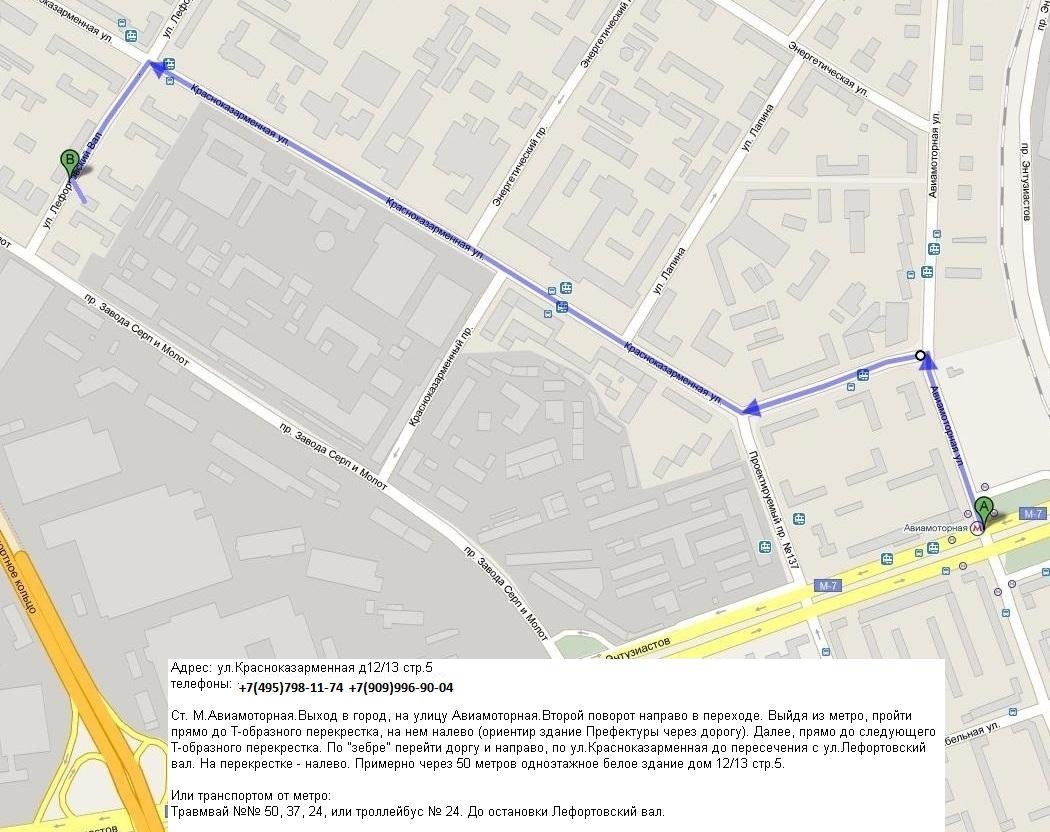 Красноказарменная ул.
Энергетическая ул.
Авиамоторная ул.
пр. Энтузиастов
Энергетический пр.
Энергетический пр.
ул. Лапина
ул. Лапина
Красноказарменная ул.
Красноказарменная ул.
Красноказарменная ул.
B
ул. Лефортовский Вал
Красноказарменный пр.
пр. Завода Серп и Молот
пр. Завода Серп и Молот
пр. Завода Серп и Молот
Авиамоторная ул.
Проектируемый пр. №137
A
Авиамоторная М
М-7
М-7
Энтузиастов
Адрес: ул.Красноказарменная д12/13 стр.5
телефоны: +7(495)798-11-74 +7(909)996-90-04
Ст. М.Авиамоторная.Выход в город, на улицу Авиамоторная.Второй поворот направо в переходе. Выйдя из метро, пройти
прямо до Т-образного перекрестка, на нем налево (ориентир здание Префектуры через дорогу). Далее, прямо до следующего
Т-образного перекрестка. По "зебре" перейти доргу и направо, по ул.Красноказарменная до пересечения с ул.Лефортовский
вал. На перекрестке - налево. Примерно через 50 метров одноэтажное белое здание дом 12/13 стр.5.
Или транспортом от метро:
Травмвай №№ 50, 37, 24, или троллейбус № 24. До остановки Лефортовский вал.